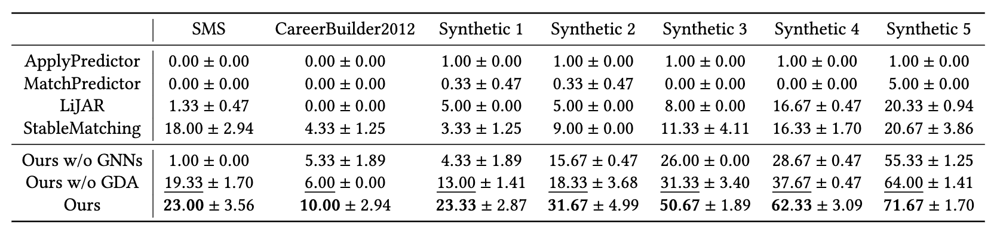 SMS CareerBuilder2012 Synthetic 1 Synthetic 2 Synthetic 3 Synthetic 4 Synthetic 5
ApplyPredictor 0.00 ± 0.00 0.00 ± 0.00 1.00 ± 0.00 1.00 ± 0.00 1.00 ± 0.00 1.00 ± 0.00 1.00 ± 0.00
MatchPredictor 0.00 ± 0.00 0.00 ± 0.00 0.33 ± 0.47 0.33 ± 0.47 0.00 ± 0.00 0.00 ± 0.00 5.00 ± 0.00
LiJAR 1.33 ± 0.47 0.00 ± 0.00 5.00 ± 0.00 5.00 ± 0.00 8.00 ± 0.00 16.67 ± 0.47 20.33 ± 0.94
StableMatching 18.00 ± 2.94 4.33 ± 1.25 3.33 ± 1.25 9.00 ± 0.00 11.33 ± 4.11 16.33 ± 1.70 20.67 ± 3.86
Ours w/o GNNs 1.00 ± 0.00 5.33 ± 1.89 4.33 ± 1.89 15.67 ± 0.47 26.00 ± 0.00 28.67 ± 0.47 55.33 ± 1.25
Ours w/o GDA 19.33 ± 1.70 6.00 ± 0.00 13.00 ± 1.41 18.33 ± 3.68 31.33 ± 3.40 37.67 ± 0.47 64.00 ± 1.41
Ours 23.00 ± 3.56 10.00 ± 2.94 23.33 ± 2.87 31.67 ± 4.99 50.67 ± 1.89 62.33 ± 3.09 71.67 ± 1.70